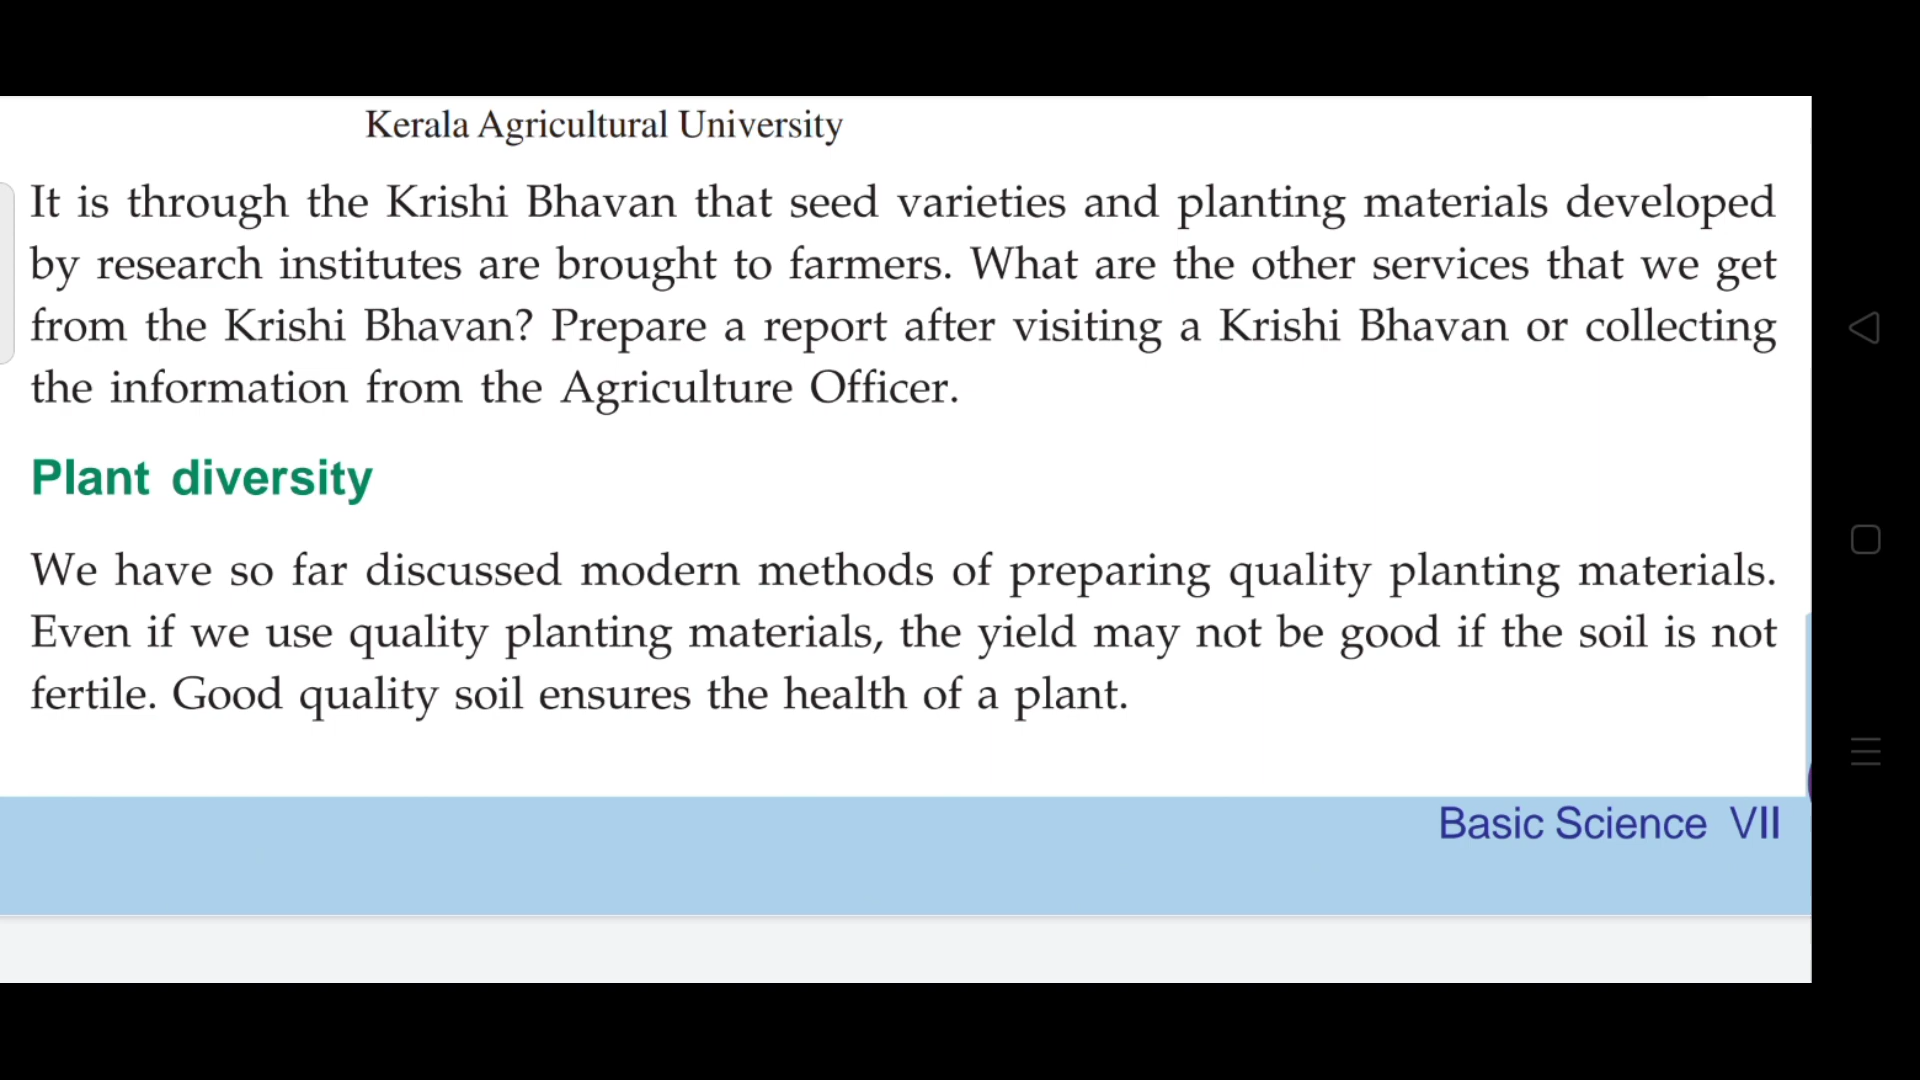 Kerala Agricultural University
It is through the Krishi Bhavan that seed varieties and planting materials developed
by research institutes are brought to farmers. What are the other services that we get
from the Krishi Bhavan? Prepare a report after visiting a Krishi Bhavan or collecting
the information from the Agriculture Officer.
Plant diversity
We have so far discussed modern methods of preparing quality planting materials.
Even if we use quality planting materials, the yield may not be good if the soil is not
fertile. Good quality soil ensures the health of a plant.
Basic Science VII